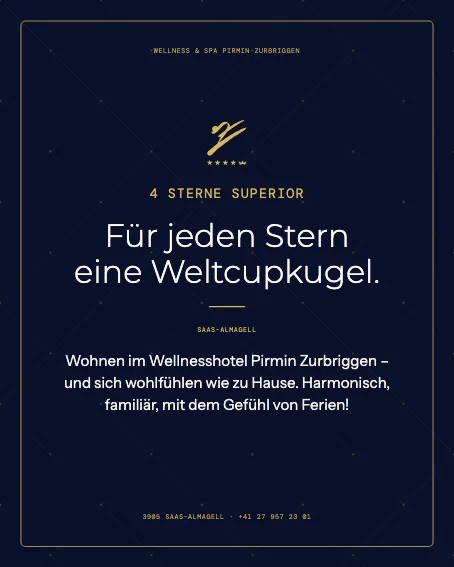 WELLNESS & SPA PIRMIN-ZURBRIGGEN
4 STERNE SUPERIOR
Für jeden Stern
eine Weltcupkugel.
SAAS-ALMAGELL
Wohnen im Wellnesshotel Pirmin Zurbriggen –
und sich wohlfühlen wie zu Hause. Harmonisch,
familiär, mit dem Gefühl von Ferien!
3905 SAAS-ALMAGELL · +41 27 957 23 01